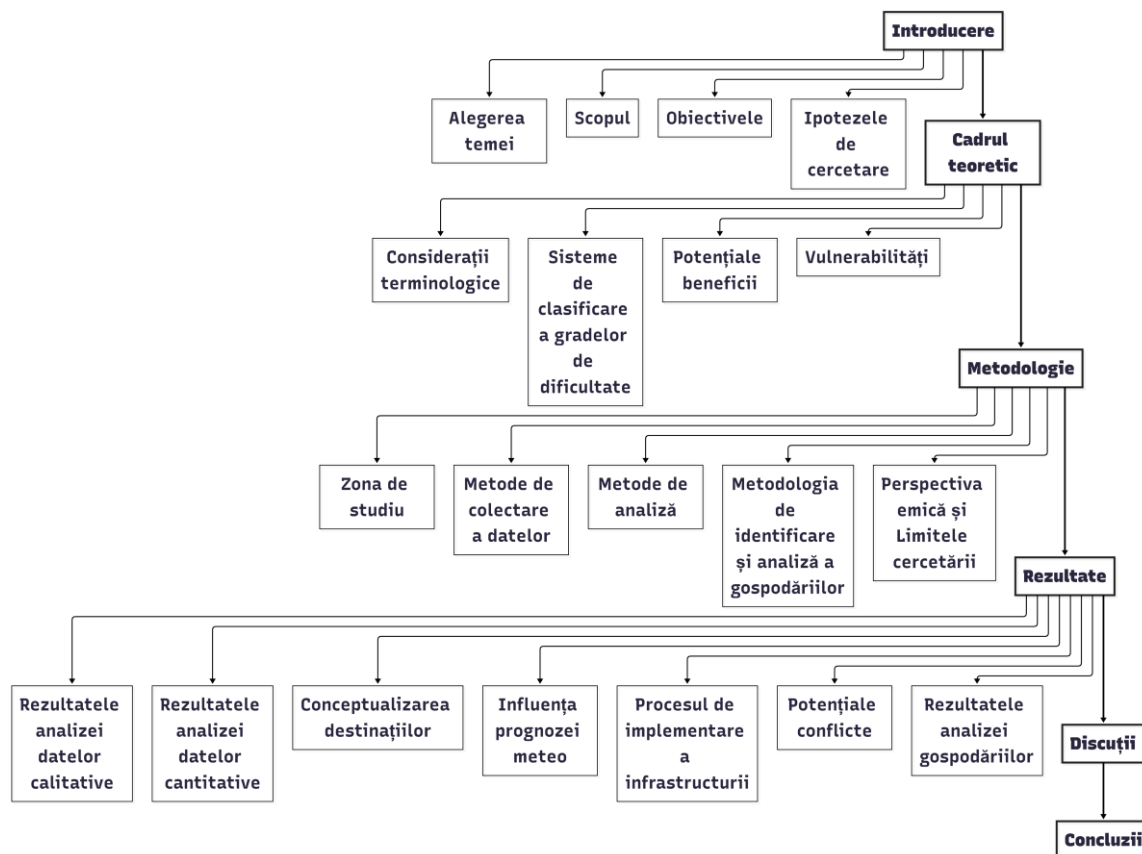 Introducere
Alegerea
temei
Scopul
Obiectivele
Ipotezele
de
cercetare
Cadrul
teoretic
Considerații
terminologice
Sisteme
de
clasificare
a gradelor
de
dificultate
Potențiale
beneficii
Vulnerabilități
Metodologie
Zona de
studiu
Metode de
colectare
a datelor
Metode de
analiză
Metodologia
de
identificare
și analiză a
gospodăriilor
Perspectiva
emică și
Limitele
cercetării
Rezultate
Rezultatele
analizei
datelor
calitative
Rezultatele
analizei
datelor
cantitative
Conceptualizarea
destinațiilor
Influența
prognozei
meteo
Procesul de
implementare
a
infrastructurii
Potențiale
conflicte
Rezultatele
analizei
gospodăriilor
Discuții
Concluzii